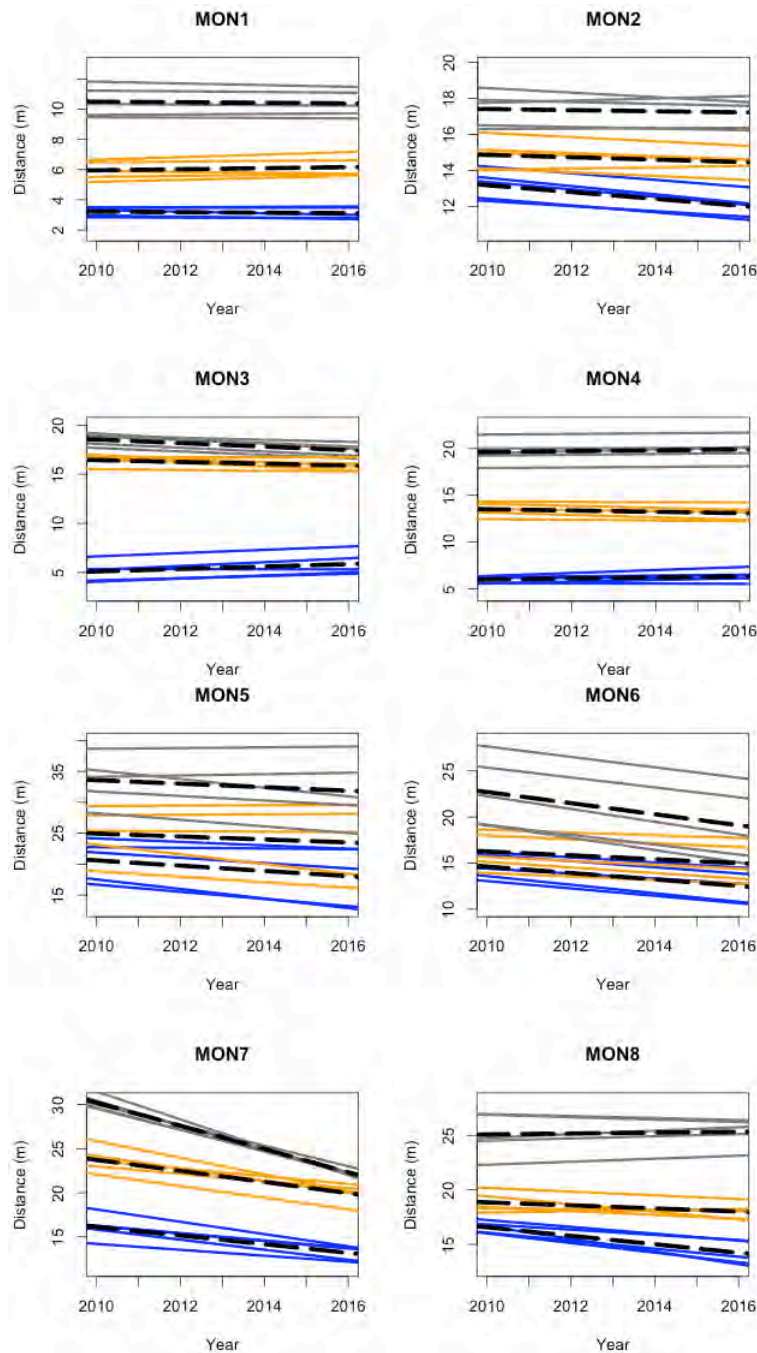 MON1 MON2
Distance (m) 2 4 6 8 10
Distance (m) 12 14 16 18 20
2010 2012 2014 2016 2010 2012 2014 2016
Year Year
MON3 MON4
Distance (m) 5 10 15 20
Distance (m) 5 10 15 20
2010 2012 2014 2016 2010 2012 2014 2016
Year Year
MON5 MON6
Distance (m) 15 25 35
Distance (m) 10 15 20 25
2010 2012 2014 2016 2010 2012 2014 2016
Year Year
MON7 MON8
Distance (m) 15 20 25 30
Distance (m) 15 20 25
2010 2012 2014 2016 2010 2012 2014 2016
Year Year